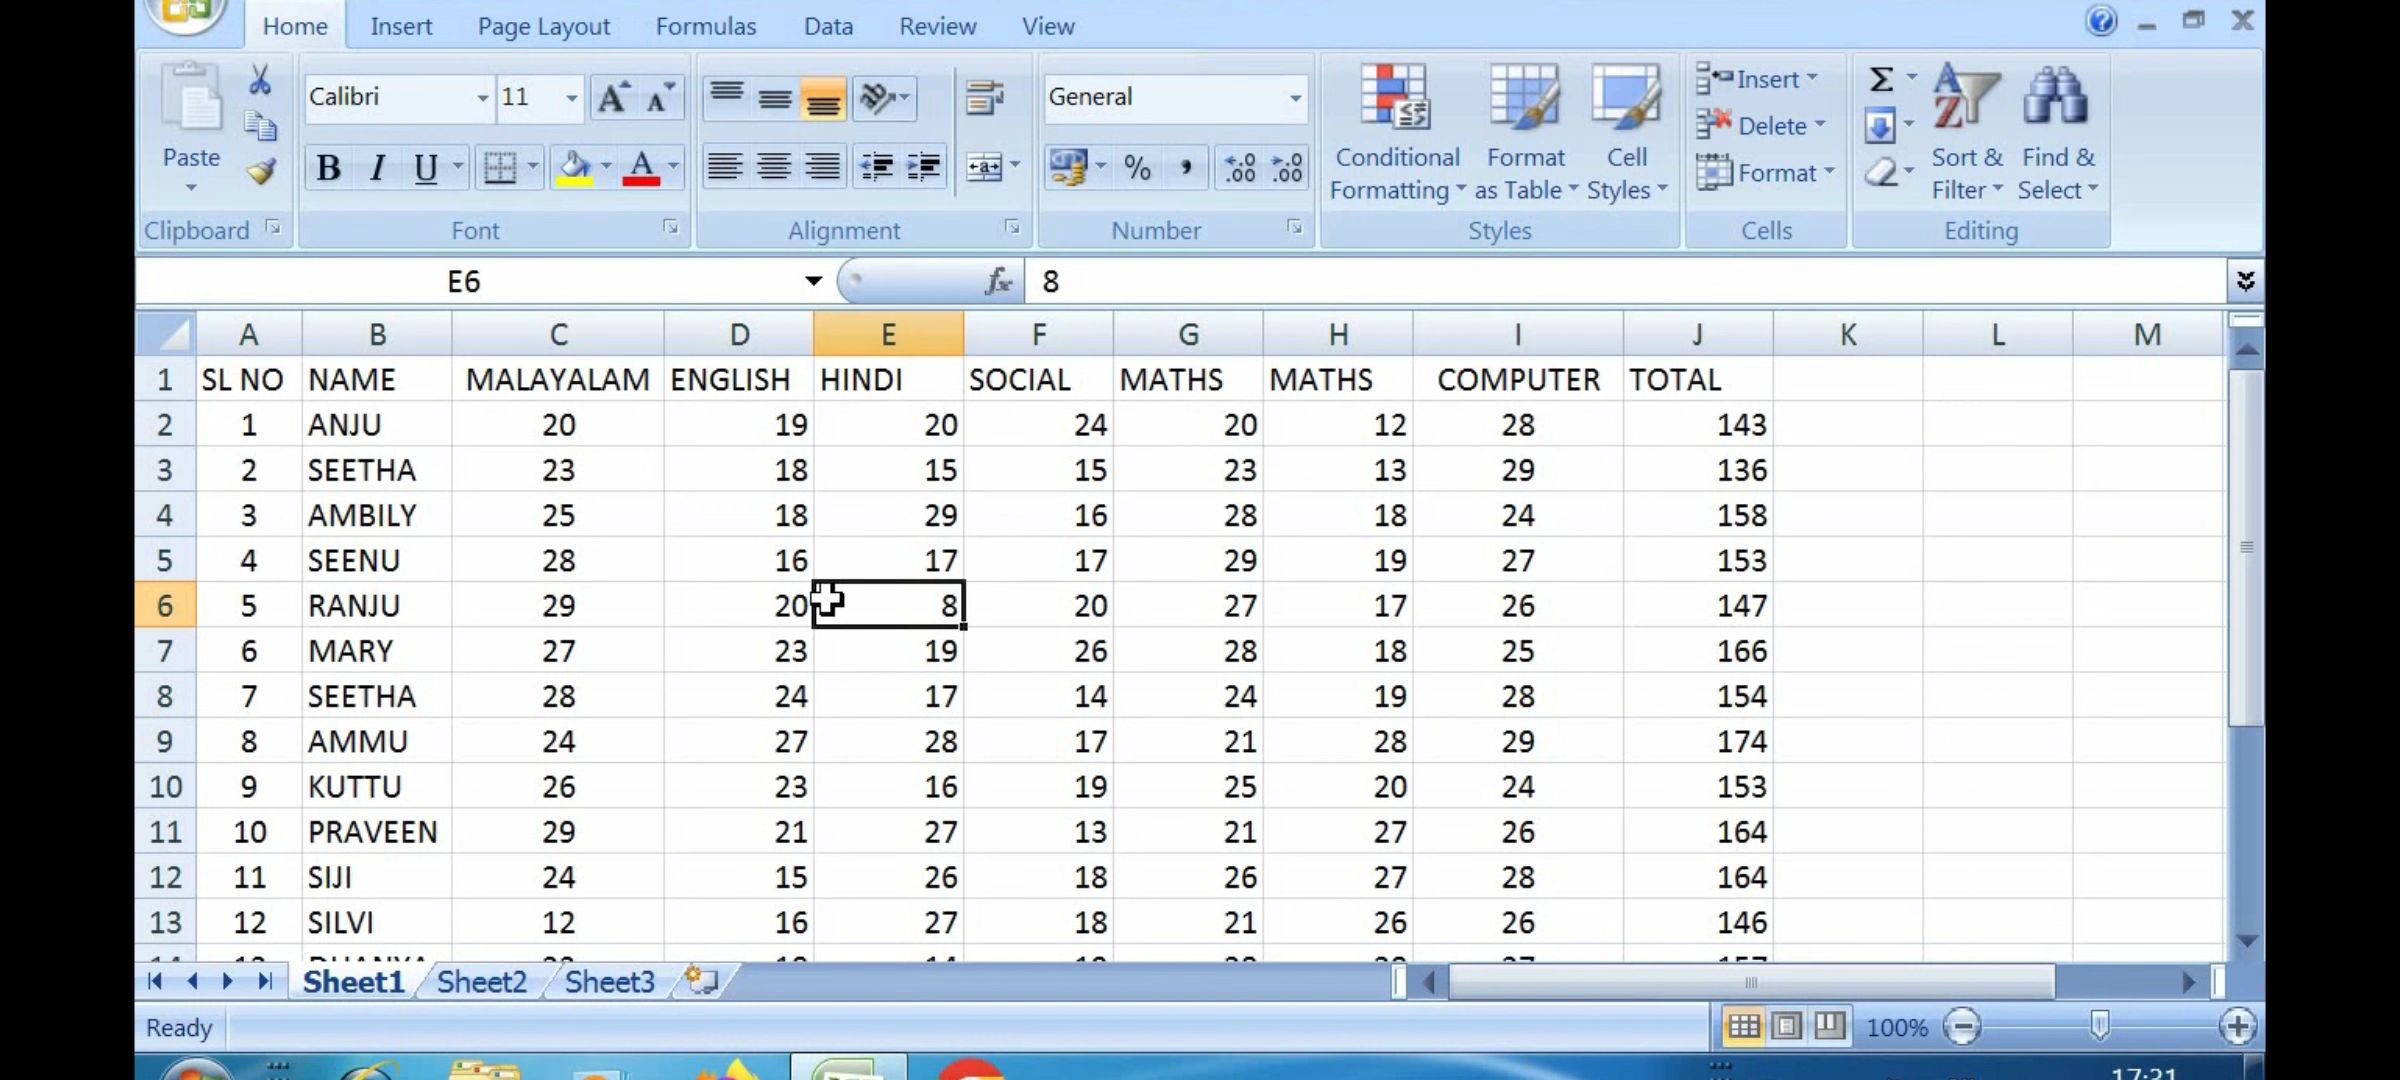 Home Insert Page Layout Formulas Data Review View
Calibri 11 General Insert
Delete
Paste Conditional Format Cell Format Sort & Find &
B I U A % , Formatting as Table Styles Filter Select
Clipboard Font Alignment Number Styles Cells Editing
E6 fx 8
A B C D E F G H I J K L M
1 SL NO NAME MALAYALAM ENGLISH HINDI SOCIAL MATHS MATHS COMPUTER TOTAL
2 1 ANJU 20 19 20 24 20 12 28 143
3 2 SEETHA 23 18 15 15 23 13 29 136
4 3 AMBILY 25 18 29 16 28 18 24 158
5 4 SEENU 28 16 17 17 29 19 27 153
6 5 RANJU 29 20 8 20 27 17 26 147
7 6 MARY 27 23 19 26 28 18 25 166
8 7 SEETHA 28 24 17 14 24 19 28 154
9 8 AMMU 24 27 28 17 21 28 29 174
10 9 KUTTU 26 23 16 19 25 20 24 153
11 10 PRAVEEN 29 21 27 13 21 27 26 164
12 11 SIJI 24 15 26 18 26 27 28 164
13 12 SILVI 12 16 27 18 21 26 26 146
Sheet1 Sheet2 Sheet3
Ready 100%
17:31